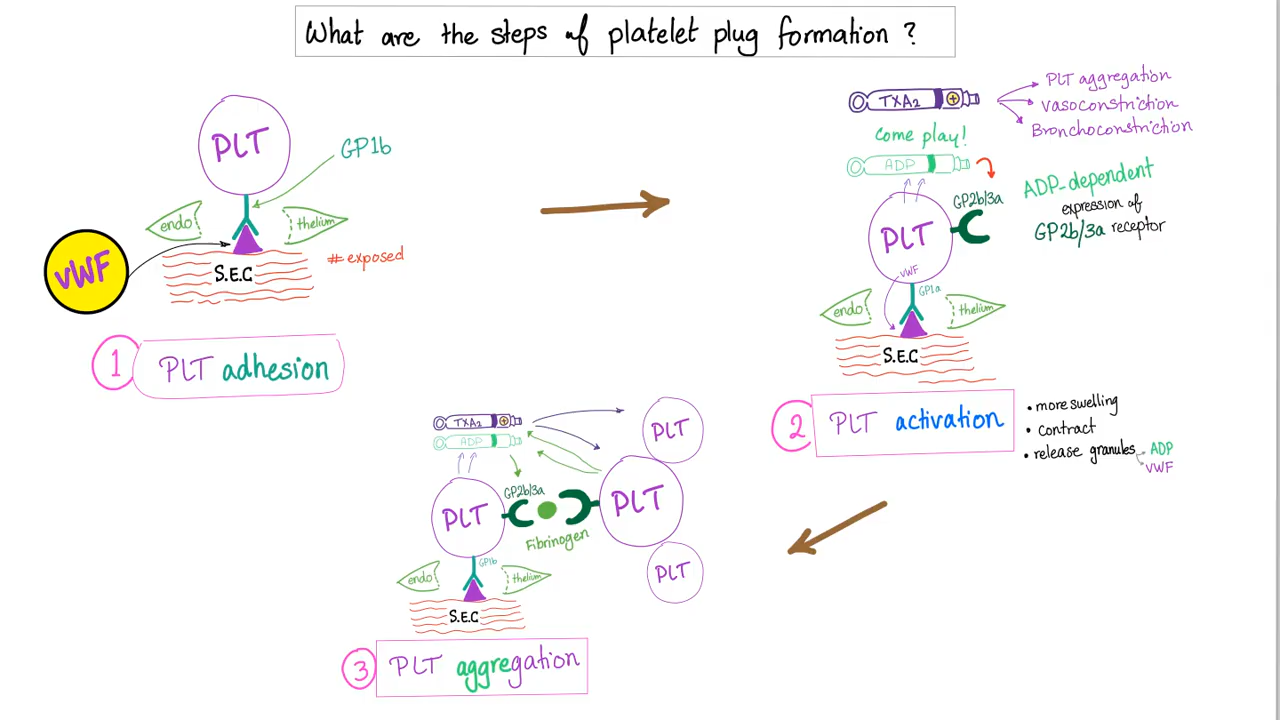 What are the steps of platelet plug formation ?
PLT
GP1b
endo
thelium
vWF
S.E.C
# exposed
1
PLT adhesion
TXA2
PLT aggregation
vasoconstriction
Bronchoconstriction
Come play!
ADP
GP2b/3a
ADP-dependent
expression of
GP2b/3a receptor
PLT
vWF
GP1a
endo
thelium
S.E.C
2
PLT activation
• more swelling
• contract
• release granules
ADP
vWF
TXA2
ADP
PLT
GP2b/3a
PLT
PLT
Fibrinogen
GP1b
endo
thelium
PLT
S.E.C
3
PLT aggregation